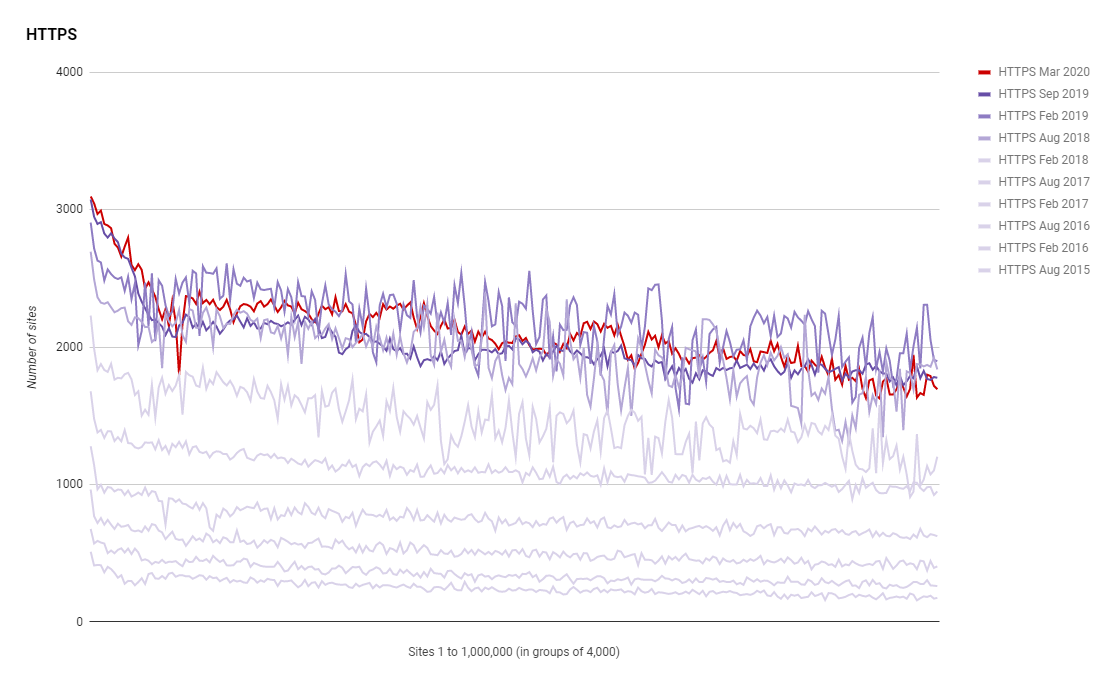 HTTPS
4000
3000
2000
1000
0
Number of sites
Sites 1 to 1,000,000 (in groups of 4,000)
HTTPS Mar 2020
HTTPS Sep 2019
HTTPS Feb 2019
HTTPS Aug 2018
HTTPS Feb 2018
HTTPS Aug 2017
HTTPS Feb 2017
HTTPS Aug 2016
HTTPS Feb 2016
HTTPS Aug 2015